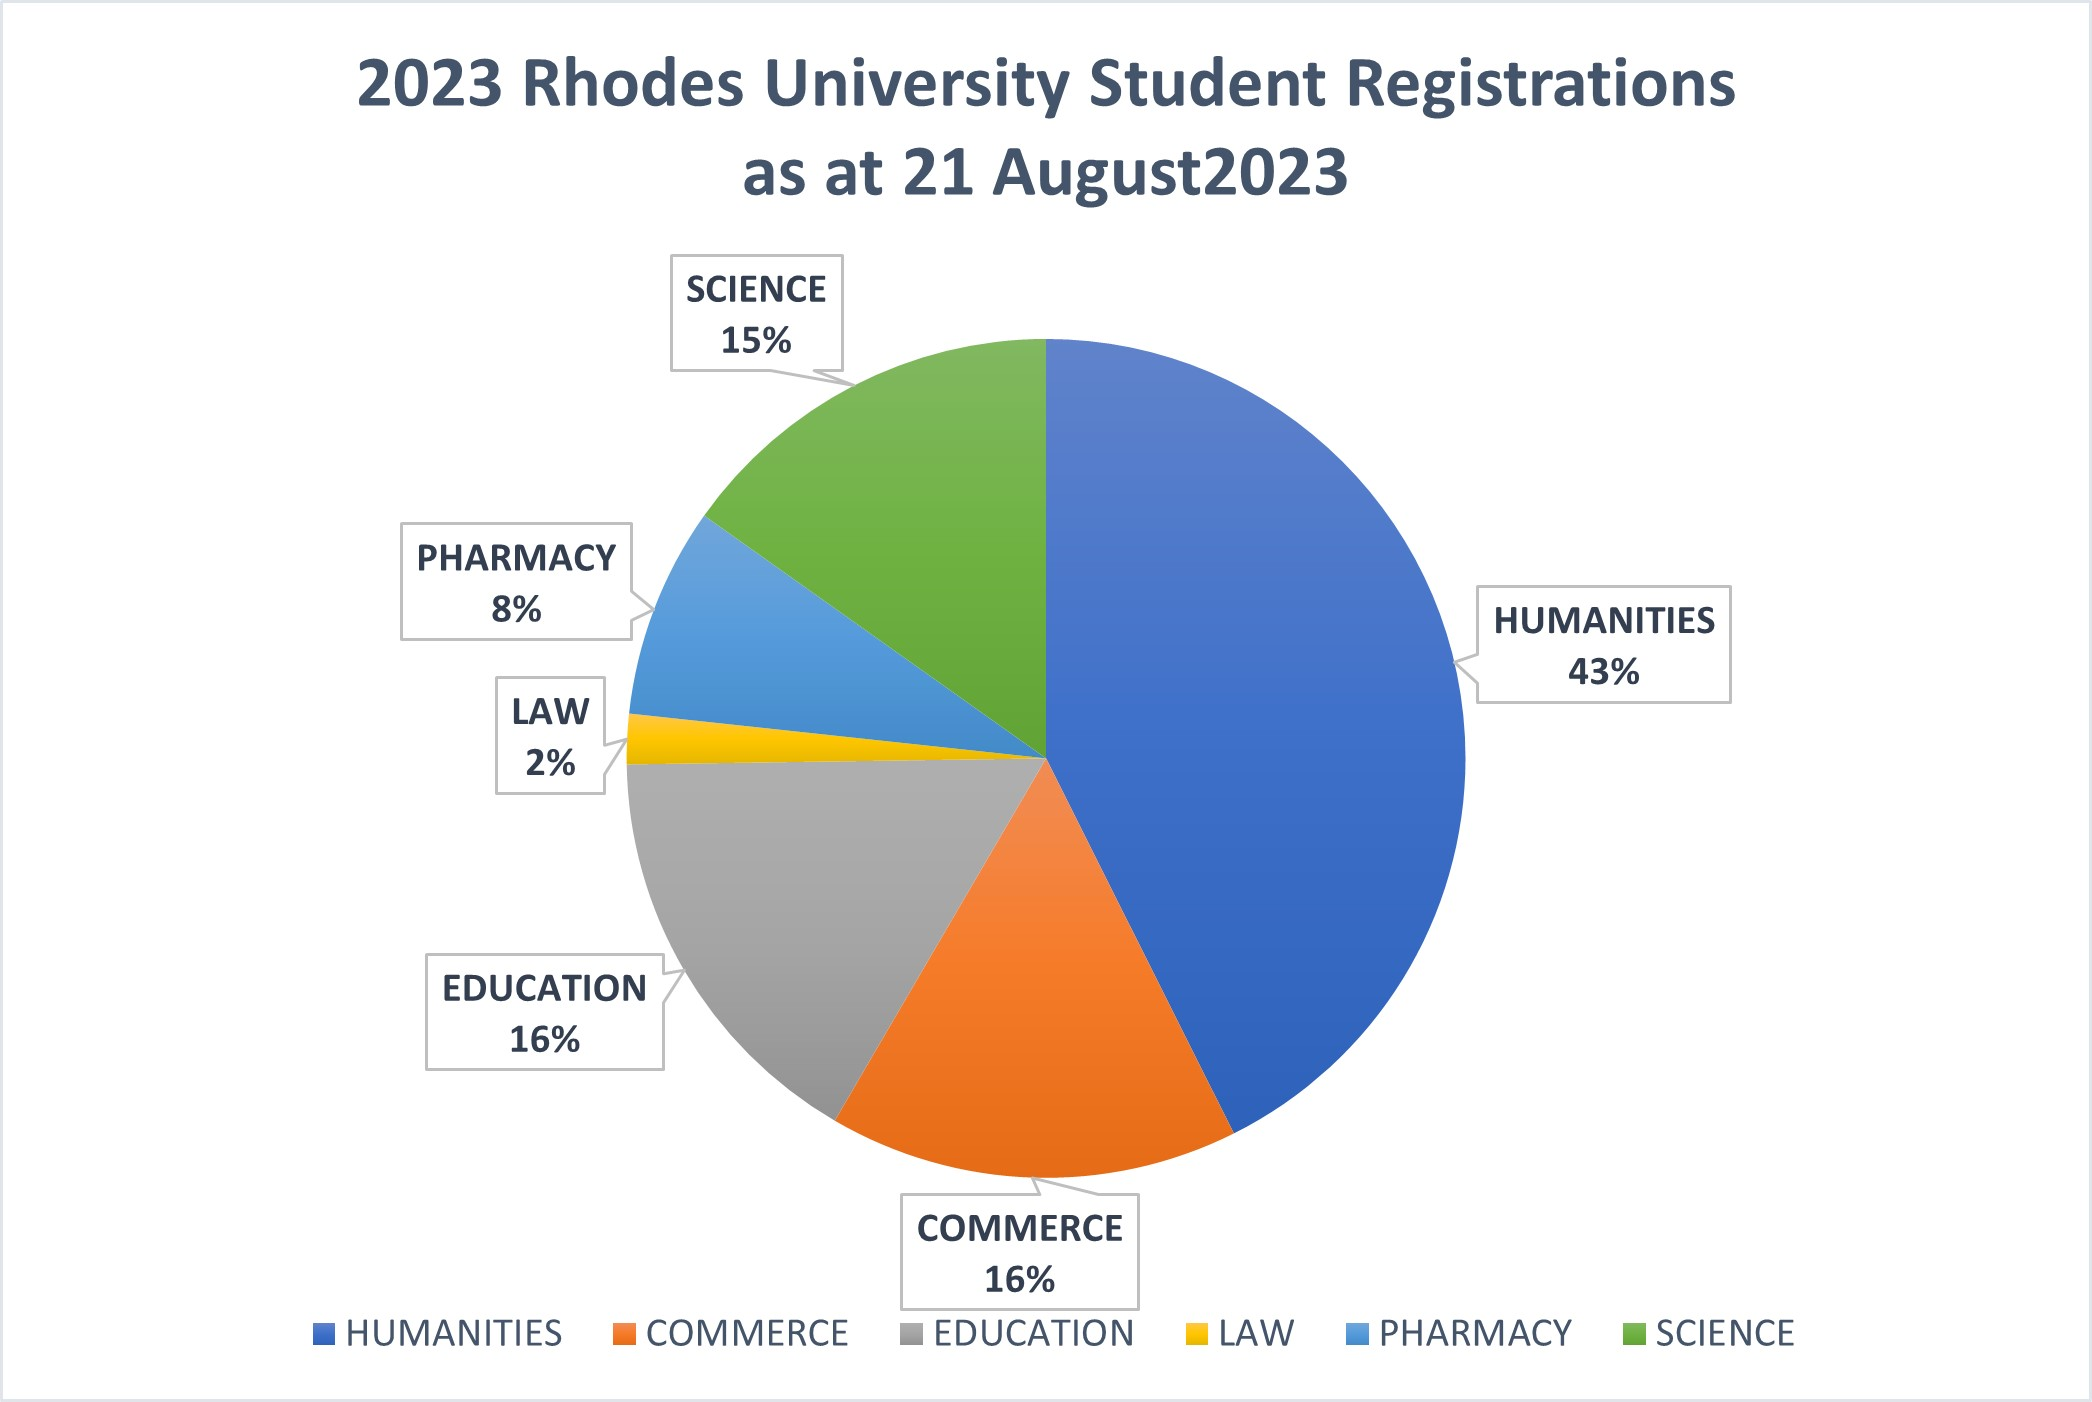 2023 Rhodes University Student Registrations
as at 21 August2023
SCIENCE
15%
PHARMACY
8%
HUMANITIES
43%
LAW
2%
EDUCATION
16%
COMMERCE
16%
HUMANITIES COMMERCE EDUCATION LAW PHARMACY SCIENCE